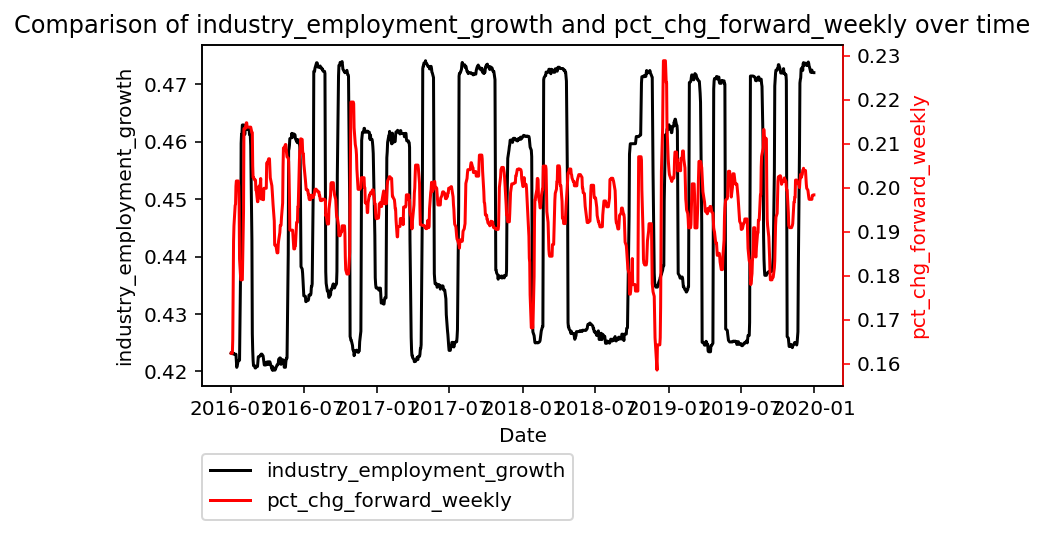 Comparison of industry_employment_growth and pct_chg_forward_weekly over time
industry_employment_growth
0.47
0.46
0.45
0.44
0.43
0.42
0.23
0.22
0.21
0.20
0.19
0.18
0.17
0.16
pct_chg_forward_weekly
2016-01 2016-07 2017-01 2017-07 2018-01 2018-07 2019-01 2019-07 2020-01
Date
industry_employment_growth
pct_chg_forward_weekly